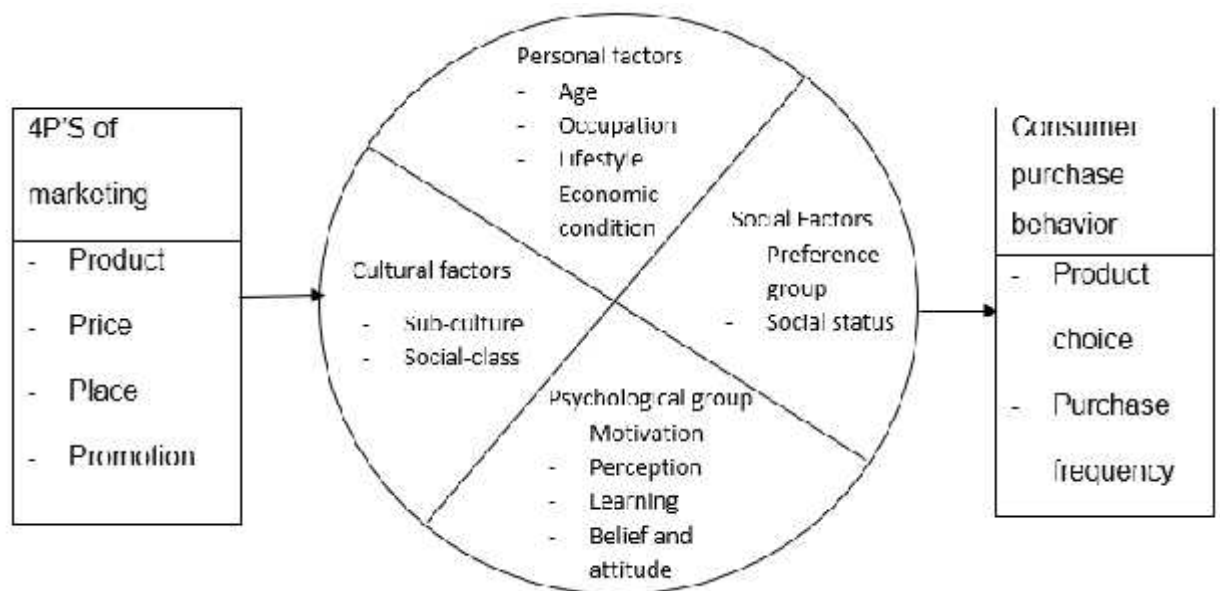 4P'S of
marketing
- Product
- Price
- Place
- Promotion
Personal factors
- Age
- Occupation
- Lifestyle
Economic
condition
Cultural factors
- Sub-culture
- Social-class
Social Factors
Preference
group
- Social status
Psychological group
Motivation
- Perception
- Learning
- Belief and
attitude
Consumer
purchase
behavior
- Product
choice
- Purchase
frequency